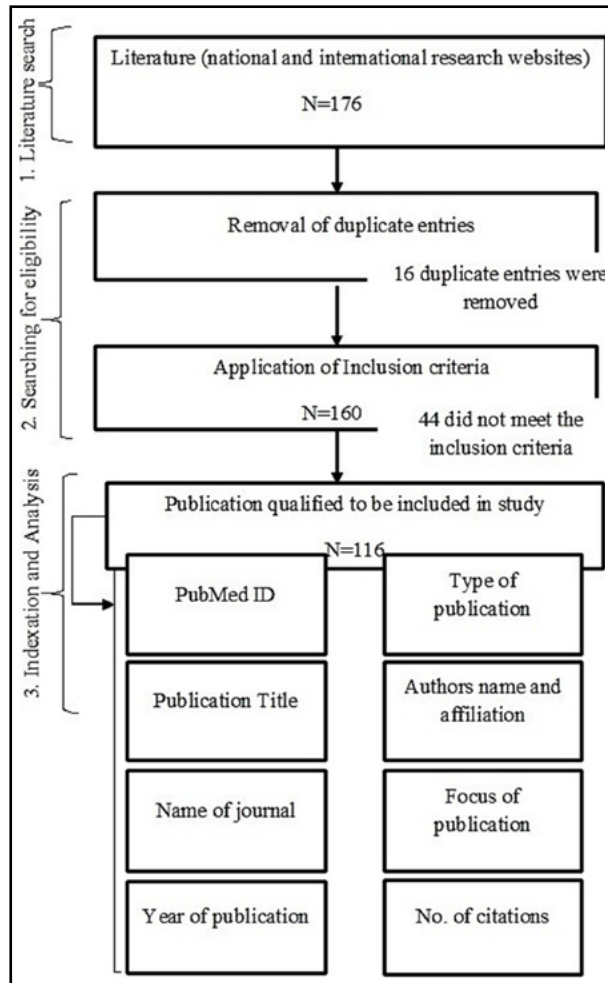 1. Literature search
Literature (national and international research websites)
N=176
2. Searching for eligibility
Removal of duplicate entries
16 duplicate entries were
removed
Application of Inclusion criteria
N=160
44 did not meet the
inclusion criteria
3. Indexation and Analysis
Publication qualified to be included in study
N=116
PubMed ID
Type of
publication
Publication Title
Authors name and
affiliation
Name of journal
Focus of
publication
Year of publication
No. of citations